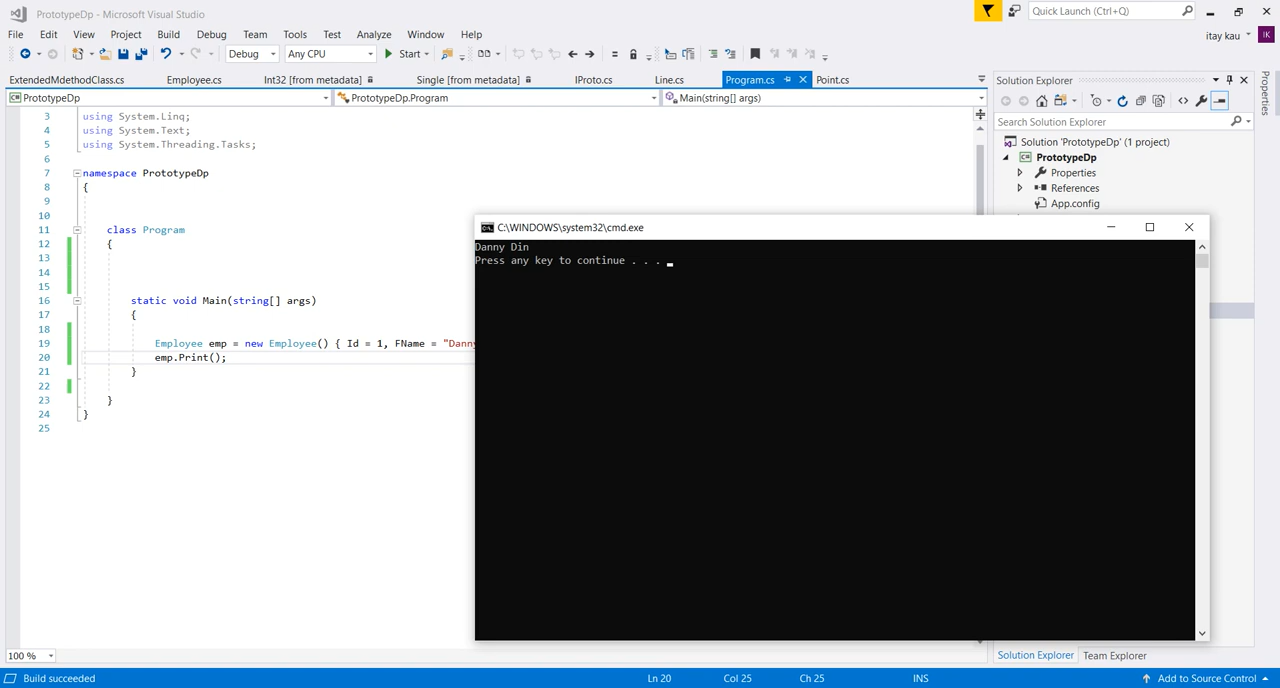 PrototypeDp - Microsoft Visual Studio
Quick Launch (Ctrl+Q)
File Edit View Project Build Debug Team Tools Test Analyze Window Help
itay kau IK
Debug Any CPU Start
ExtendedMdethodClass.cs Employee.cs Int32 [from metadata] Single [from metadata] IProto.cs Line.cs Program.cs Point.cs
PrototypeDp PrototypeDp.Program Main(string[] args)
3 using System.Linq;
4 using System.Text;
5 using System.Threading.Tasks;
6
7 namespace PrototypeDp
8 {
9
10
11 class Program
12 {
13
14
15
16 static void Main(string[] args)
17 {
18
19 Employee emp = new Employee() { Id = 1, FName = "Danny
20 emp.Print();
21 }
22
23 }
24 }
25
100 %
C:\WINDOWS\system32\cmd.exe
Danny Din
Press any key to continue . . .
Solution Explorer
Search Solution Explorer
Solution 'PrototypeDp' (1 project)
PrototypeDp
Properties
References
App.config
Solution Explorer Team Explorer
Properties
Build succeeded Ln 20 Col 25 Ch 25 INS Add to Source Control